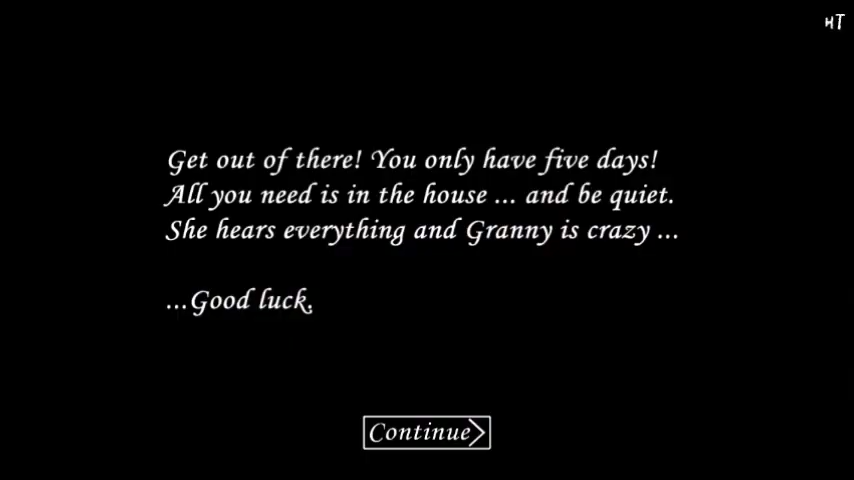 HT
Get out of there! You only have five days!
All you need is in the house ... and be quiet.
She hears everything and Granny is crazy ...
...Good luck.
Continue